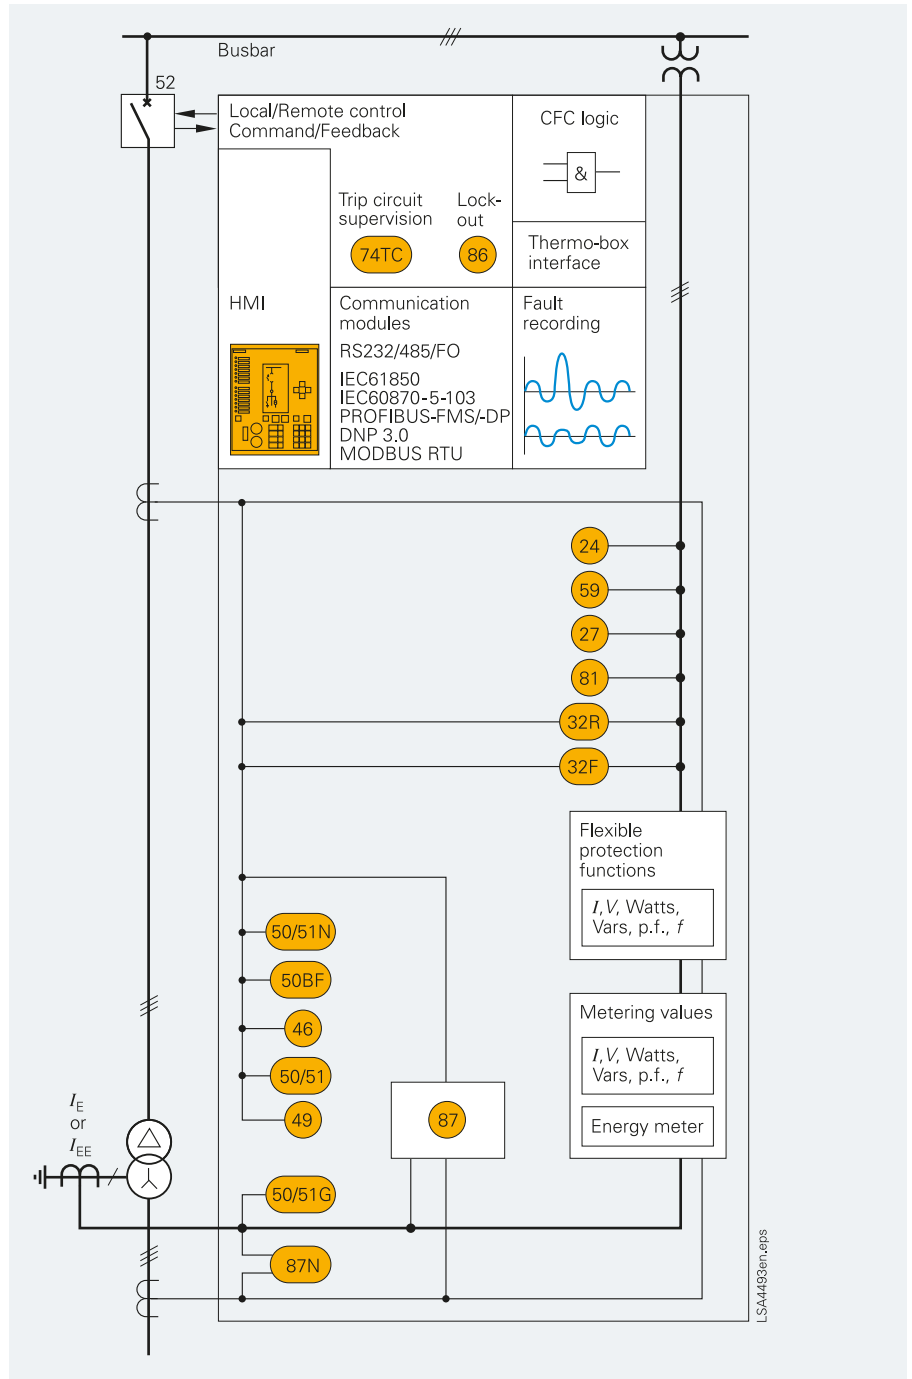 Busbar
52
Local/Remote control
Command/Feedback
CFC logic
&
Trip circuit
supervision
74TC
Lock-
out
86
Thermo-box
interface
HMI
Communication
modules
RS232/485/FO
IEC61850
IEC60870-5-103
PROFIBUS-FMS/-DP
DNP 3.0
MODBUS RTU
Fault
recording
24
59
27
81
32R
32F
Flexible
protection
functions
I,V, Watts,
Vars, p.f., f
50/51N
50BF
46
50/51
49
87
Metering values
I,V, Watts,
Vars, p.f., f
Energy meter
IE
or
IEE
50/51G
87N
LSA4493en.eps